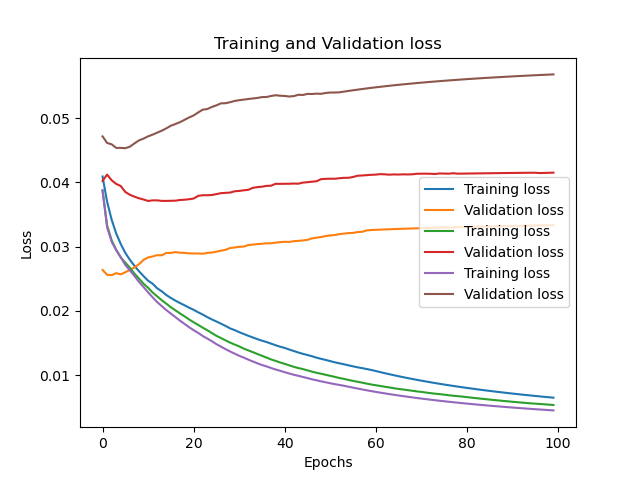 Training and Validation loss
Loss
0.05
0.04
0.03
0.02
0.01
Training loss
Validation loss
Training loss
Validation loss
Training loss
Validation loss
0 20 40 60 80 100
Epochs